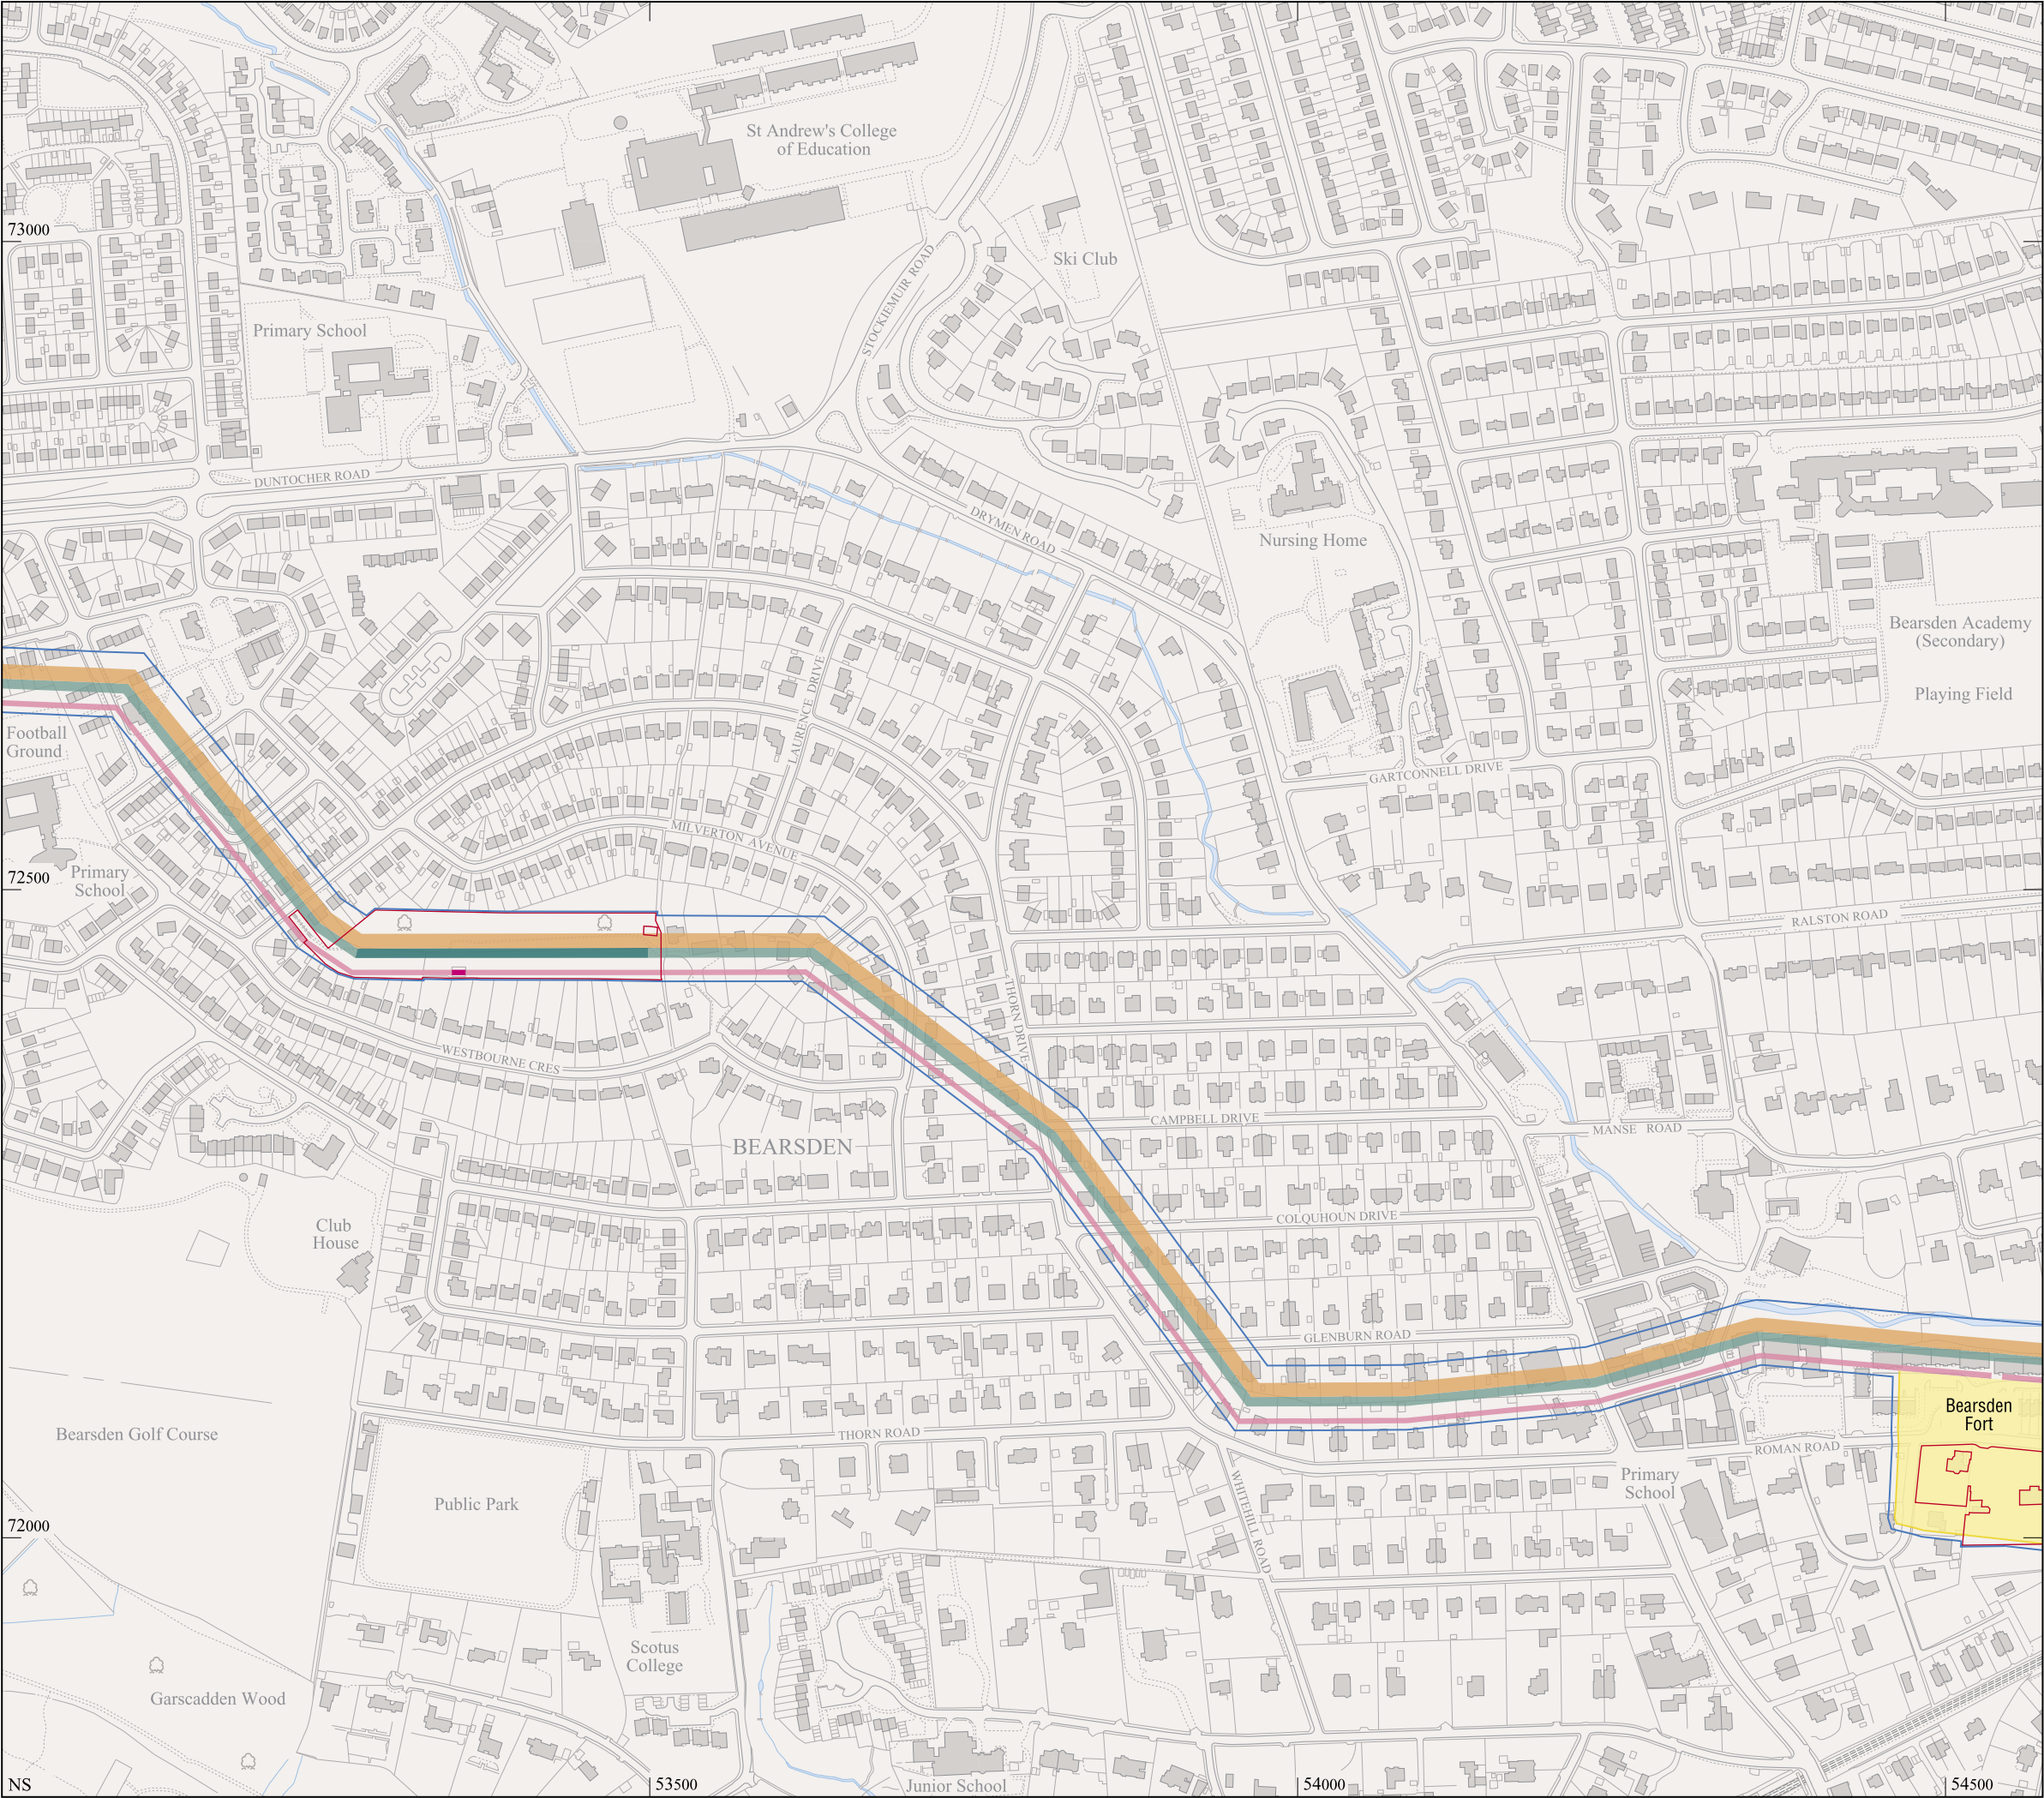 St Andrew's College
of Education
73000
STOCKIEMUIR ROAD
Ski Club
Primary School
DUNTOCHER ROAD
DRYMEN ROAD
Nursing Home
Bearsden Academy
(Secondary)
LAURENCE DRIVE
Playing Field
Football
Ground
GARTCONNELL DRIVE
MILVERTON AVENUE
72500
Primary
School
RALSTON ROAD
THORN DRIVE
WESTBOURNE CRES
CAMPBELL DRIVE
MANSE ROAD
BEARSDEN
COLQUHOUN DRIVE
Club
House
GLENBURN ROAD
Bearsden
Fort
Bearsden Golf Course
THORN ROAD
ROMAN ROAD
Primary
School
WHITEHILL ROAD
Public Park
72000
Scotus
College
Garscadden Wood
NS
53500
Junior School
54000
54500